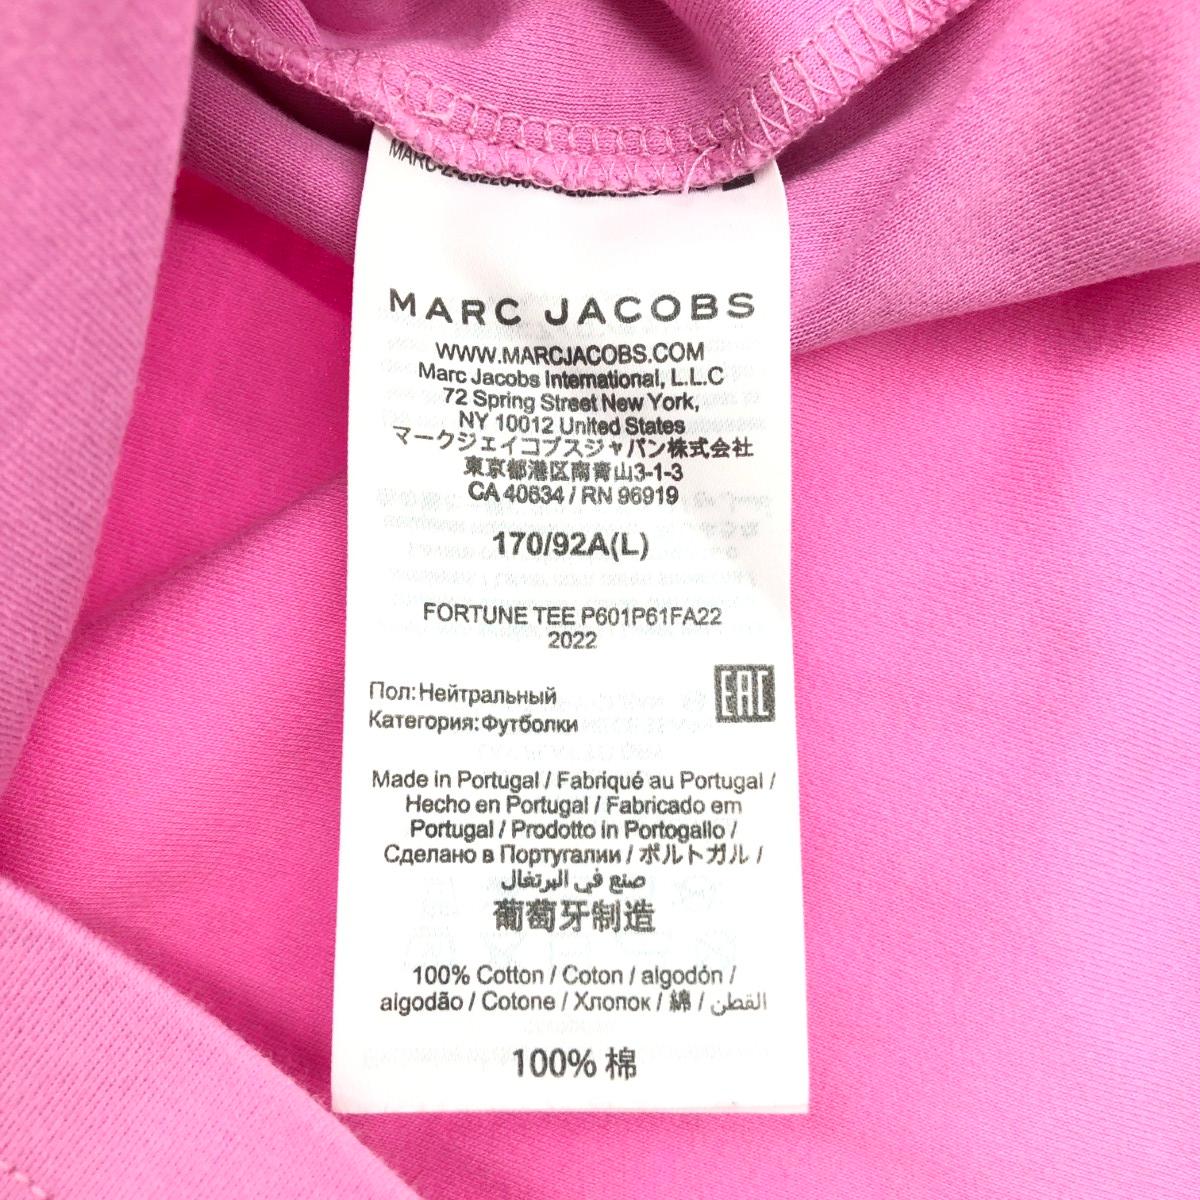 MARC JACOBS
WWW.MARCJACOBS.COM
Marc Jacobs International, L.L.C
72 Spring Street New York,
NY 10012 United States
マークジェイコブスジャパン株式会社
東京都港区南青山3-1-3
CA 40634 / RN 96919
170/92A(L)
FORTUNE TEE P601P61FA22
2022
Пол: Нейтральный
Категория: Футболки
EAC
Made in Portugal / Fabriqué au Portugal /
Hecho en Portugal / Fabricado em
Portugal / Prodotto in Portogallo /
Сделано в Португалии / ポルトガル /
صنع في البرتغال
葡萄牙制造
100% Cotton / Coton / algodón /
algodão / Cotone / Хлопок / 綿 / القطن
100% 棉